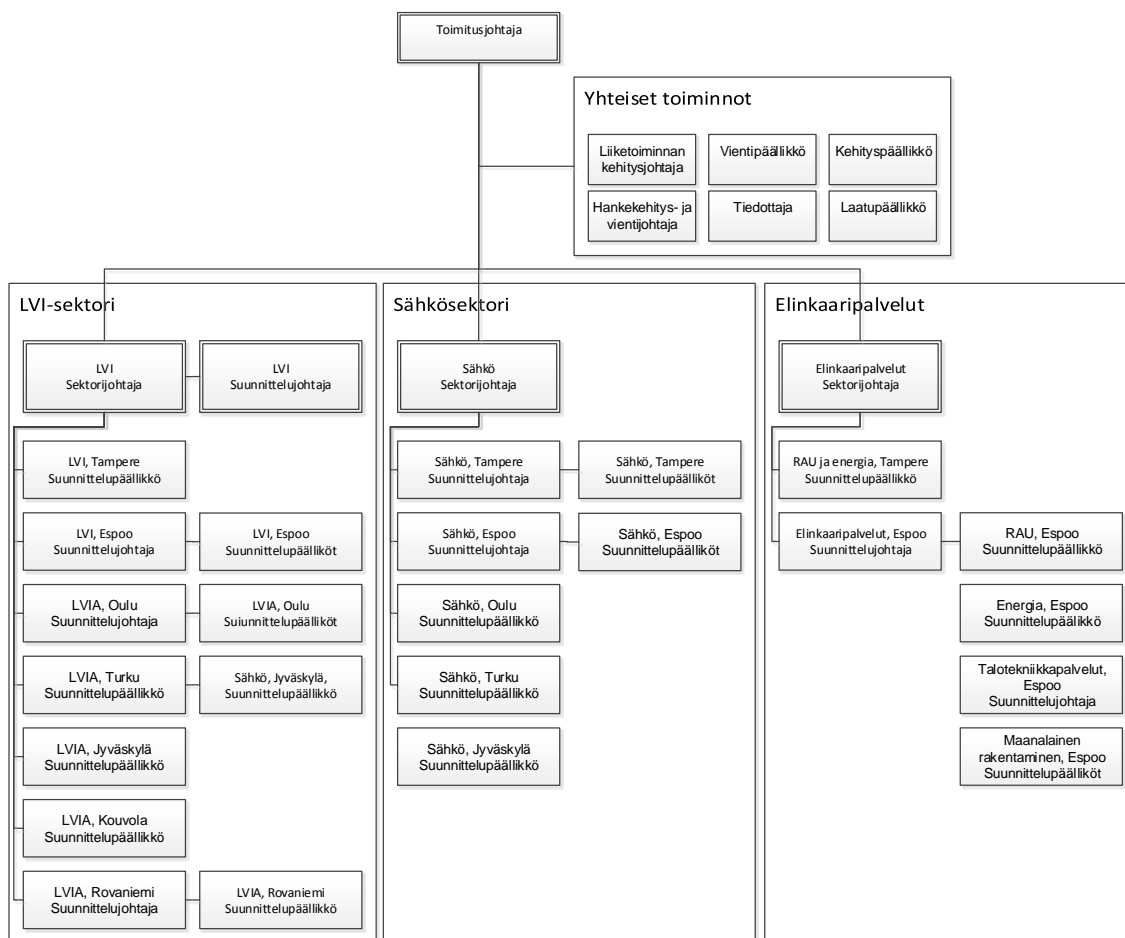 Toimitusjohtaja
Yhteiset toiminnot
Liiketoiminnan
kehitysjohtaja
Vientipäällikkö
Kehityspäällikkö
Hankekehitys- ja
vientijohtaja
Tiedottaja
Laatupäällikkö
LVI-sektori
LVI
Sektorijohtaja
LVI
Suunnittelujohtaja
LVI, Tampere
Suunnittelupäällikkö
LVI, Espoo
Suunnittelujohtaja
LVI, Espoo
Suunnittelupäälliköt
LVIA, Oulu
Suunnittelujohtaja
LVIA, Oulu
Suiunnittelupäälliköt
LVIA, Turku
Suunnittelupäällikkö
Sähkö, Jyväskylä,
Suunnittelupäällikkö
LVIA, Jyväskylä
Suunnittelupäällikkö
LVIA, Kouvola
Suunnittelupäällikkö
LVIA, Rovaniemi
Suunnittelujohtaja
LVIA, Rovaniemi
Suunnittelupäällikkö
Sähkösektori
Sähkö
Sektorijohtaja
Sähkö, Tampere
Suunnittelujohtaja
Sähkö, Tampere
Suunnittelupäälliköt
Sähkö, Espoo
Suunnittelujohtaja
Sähkö, Espoo
Suunnittelupäälliköt
Sähkö, Oulu
Suunnittelupäällikkö
Sähkö, Turku
Suunnittelupäällikkö
Sähkö, Jyväskylä
Suunnittelupäällikkö
Elinkaaripalvelut
Elinkaaripalvelut
Sektorijohtaja
RAU ja energia, Tampere
Suunnittelupäällikkö
Elinkaaripalvelut, Espoo
Suunnittelujohtaja
RAU, Espoo
Suunnittelupäällikkö
Energia, Espoo
Suunnittelupäälikkö
Talotekniikkapalvelut,
Espoo
Suunnittelujohtaja
Maanalainen
rakentaminen, Espoo
Suunnittelupäälliköt